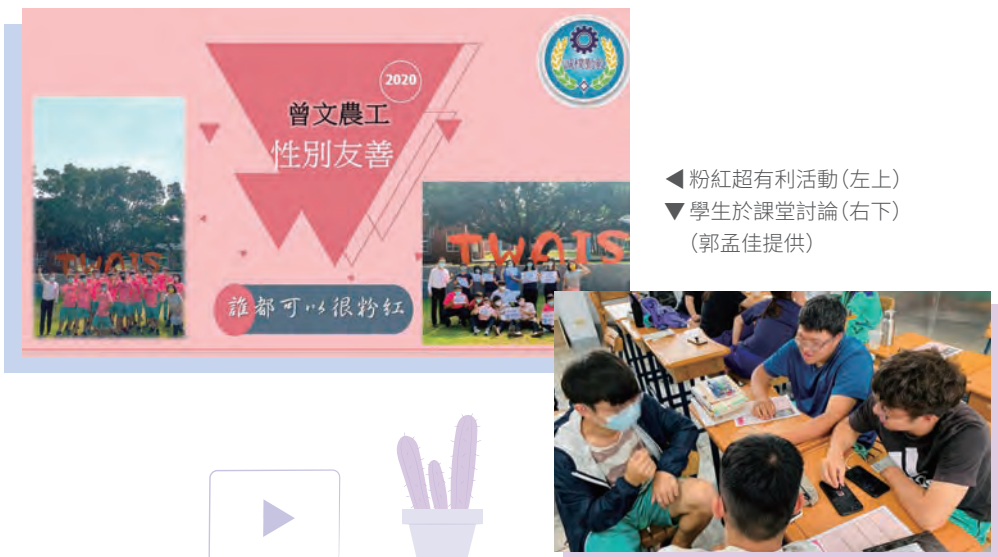 2020
曾文農工
性別友善
誰都可以很粉紅
TWAIS
TWAIS
◀粉紅超有利活動(左上)
▼學生於課堂討論(右下)
(郭孟佳提供)